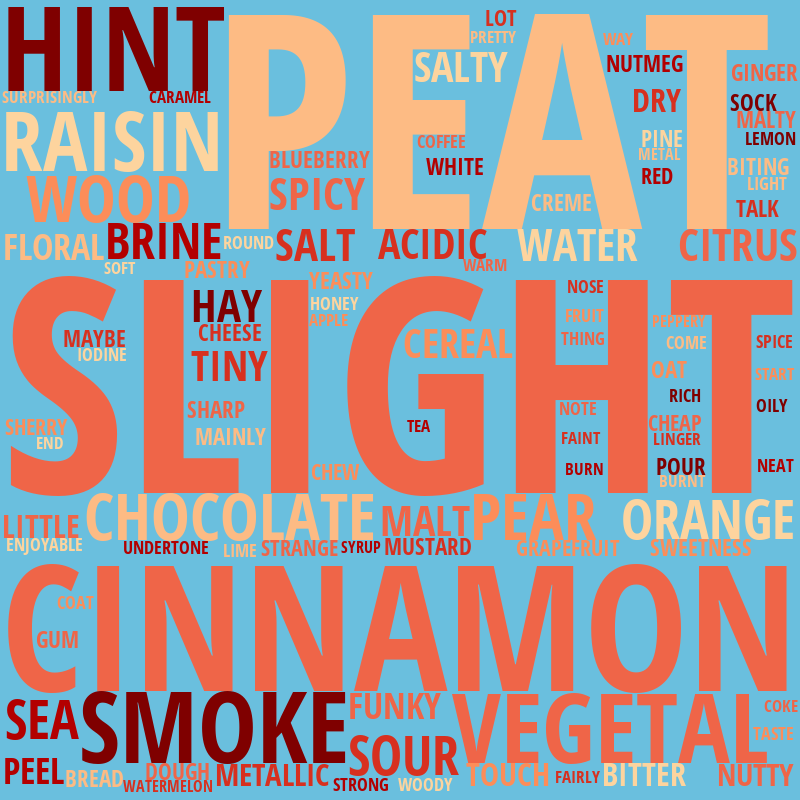 HINT
PEAT
LOT
PRETTY
WAY
SALTY
NUTMEG
GINGER
SURPRISINGLY
CARAMEL
DRY
SOCK
RAISIN
MALTY
COFFEE
PINE
LEMON
BLUEBERRY
METAL
WHITE
RED
BITING
WOOD
SPICY
LIGHT
CREME
TALK
FLORAL
BRINE
ROUND
SALT
ACIDIC
WATER
CITRUS
SOFT
PASTRY
WARM
SLIGHT
YEASTY
NOSE
HAY
HONEY
APPLE
FRUIT
PEPPERY
MAYBE
CHEESE
CEREAL
THING
COME
SPICE
IODINE
TINY
OAT
START
RICH
SHARP
NOTE
OILY
SHERRY
MAINLY
TEA
CHEAP
END
FAINT
LINGER
CHEW
BURN
POUR
NEAT
BURNT
LITTLE
CHOCOLATE
MALT
PEAR
ORANGE
ENJOYABLE
UNDERTONE
LIME
STRANGE
SYRUP
MUSTARD
GRAPEFRUIT
SWEETNESS
CINNAMON
COAT
GUM
SEA
SMOKE
FUNKY
VEGETAL
COKE
SOUR
TASTE
PEEL
BREAD
DOUGH
WATERMELON
METALLIC
STRONG
WOODY
TOUCH
FAIRLY
BITTER
NUTTY